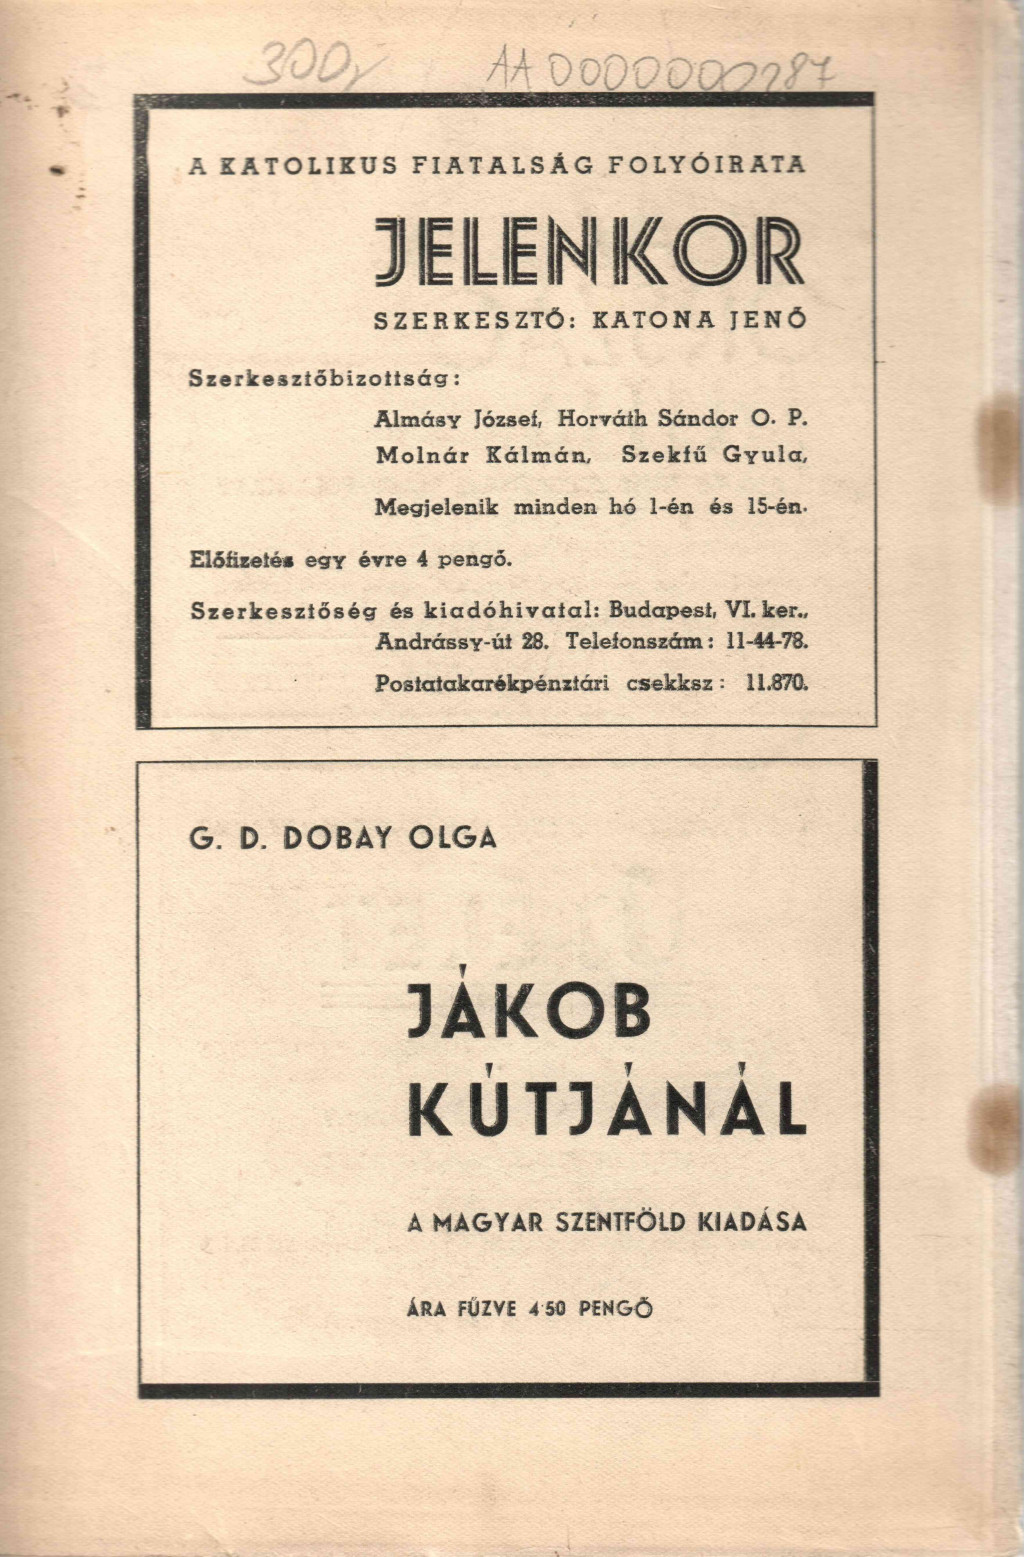 300,
AA 0000000287
A KATOLIKUS FIATALSÁG FOLYÓIRATA
JELENKOR
SZERKESZTŐ: KATONA JENŐ
Szerkesztőbizottság:
Almásy József, Horváth Sándor O. P.
Molnár Kálmán, Szekfű Gyula,
Megjelenik minden hó 1-én és 15-én.
Előfizetés egy évre 4 pengő.
Szerkesztőség és kiadóhivatal: Budapest, VI. ker.,
Andrássy-út 28. Telefonszám: 11-44-78.
Postatakarékpénztári csekksz: 11.870.
G. D. DOBAY OLGA
JÁKOB
KÚTJÁNÁL
A MAGYAR SZENTFÖLD KIADÁSA
ÁRA FŰZVE 4·50 PENGŐ